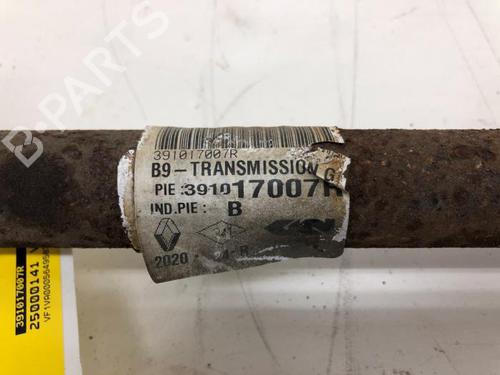 B-PARTS
391017007R
B9-TRANSMISSION G
PIE :391017007R
IND.PIE : B
2020
391017007R
25000141